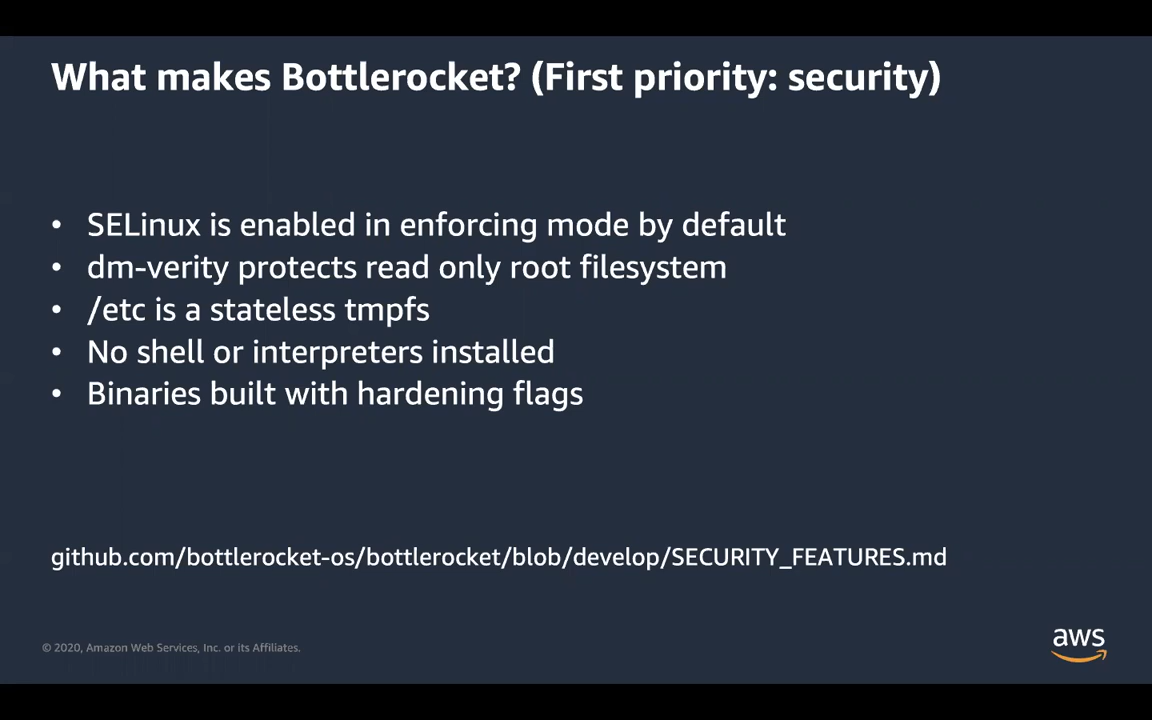 What makes Bottlerocket? (First priority: security)
• SELinux is enabled in enforcing mode by default
• dm-verity protects read only root filesystem
• /etc is a stateless tmpfs
• No shell or interpreters installed
• Binaries built with hardening flags
github.com/bottlerocket-os/bottlerocket/blob/develop/SECURITY_FEATURES.md
© 2020, Amazon Web Services, Inc. or its Affiliates.
aws